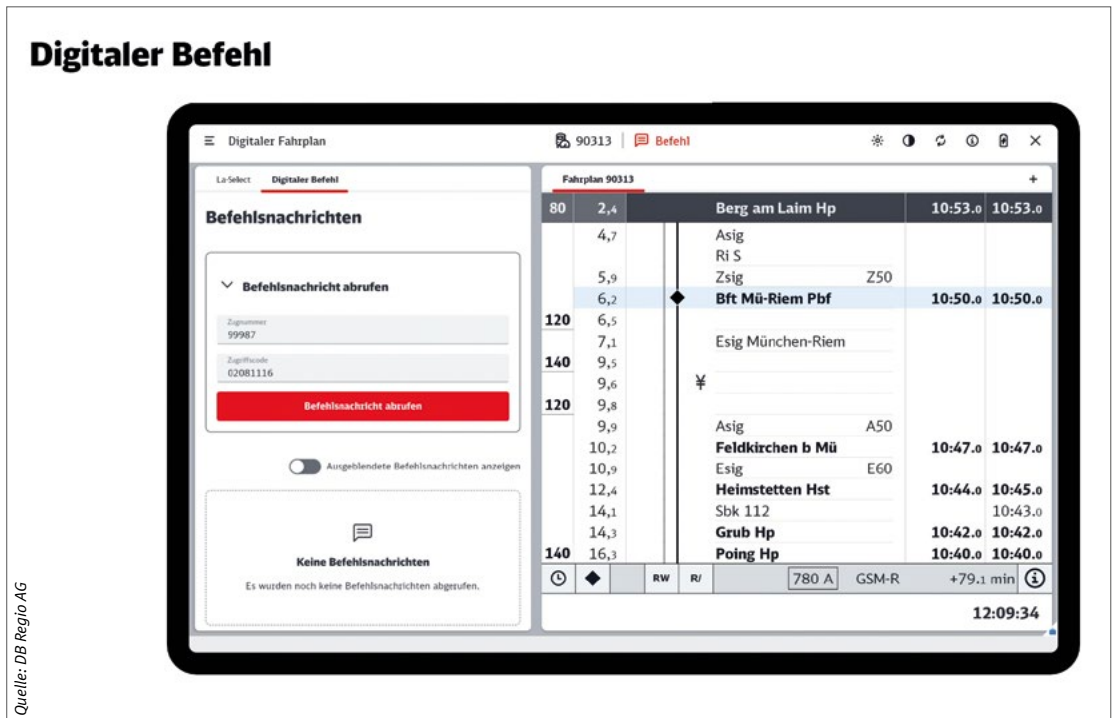 Digitaler Befehl
Digitaler Fahrplan
90313
Befehl
La-Select
Digitaler Befehl
Befehlsnachrichten
Befehlsnachricht abrufen
Zugnummer
99987
Zugriffscode
02081116
Befehlsnachricht abrufen
Ausgeblendete Befehlsnachrichten anzeigen
Keine Befehlsnachrichten
Es wurden noch keine Befehlsnachrichten abgerufen.
Fahrplan 90313 +
80 2,4 Berg am Laim Hp 10:53.0 10:53.0
4,7 Asig
Ri S
5,9 Zsig Z50
6,2 Bft Mü-Riem Pbf 10:50.0 10:50.0
120 6,5
7,1 Esig München-Riem
140 9,5
9,6 ¥
120 9,8
9,9 Asig A50
10,2 Feldkirchen b Mü 10:47.0 10:47.0
10,9 Esig E60
12,4 Heimstetten Hst 10:44.0 10:45.0
14,1 Sbk 112 10:43.0
14,3 Grub Hp 10:42.0 10:42.0
140 16,3 Poing Hp 10:40.0 10:40.0
RW R/ 780 A GSM-R +79.1 min
12:09:34
Quelle: DB Regio AG